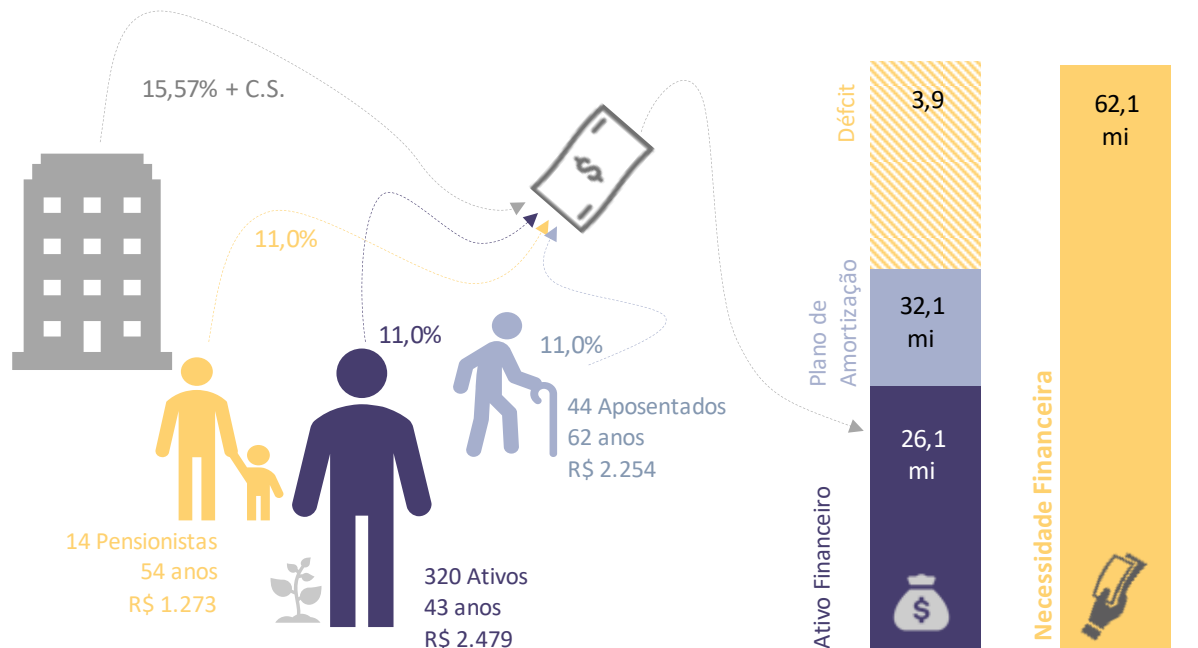 15,57% + C.S.
11,0%
11,0%
11,0%
14 Pensionistas
54 anos
R$ 1.273
320 Ativos
43 anos
R$ 2.479
44 Aposentados
62 anos
R$ 2.254
$
Défcit
3,9
Plano de
Amortização
32,1
mi
Ativo Financeiro
26,1
mi
$
Necessidade Financeira
62,1
mi